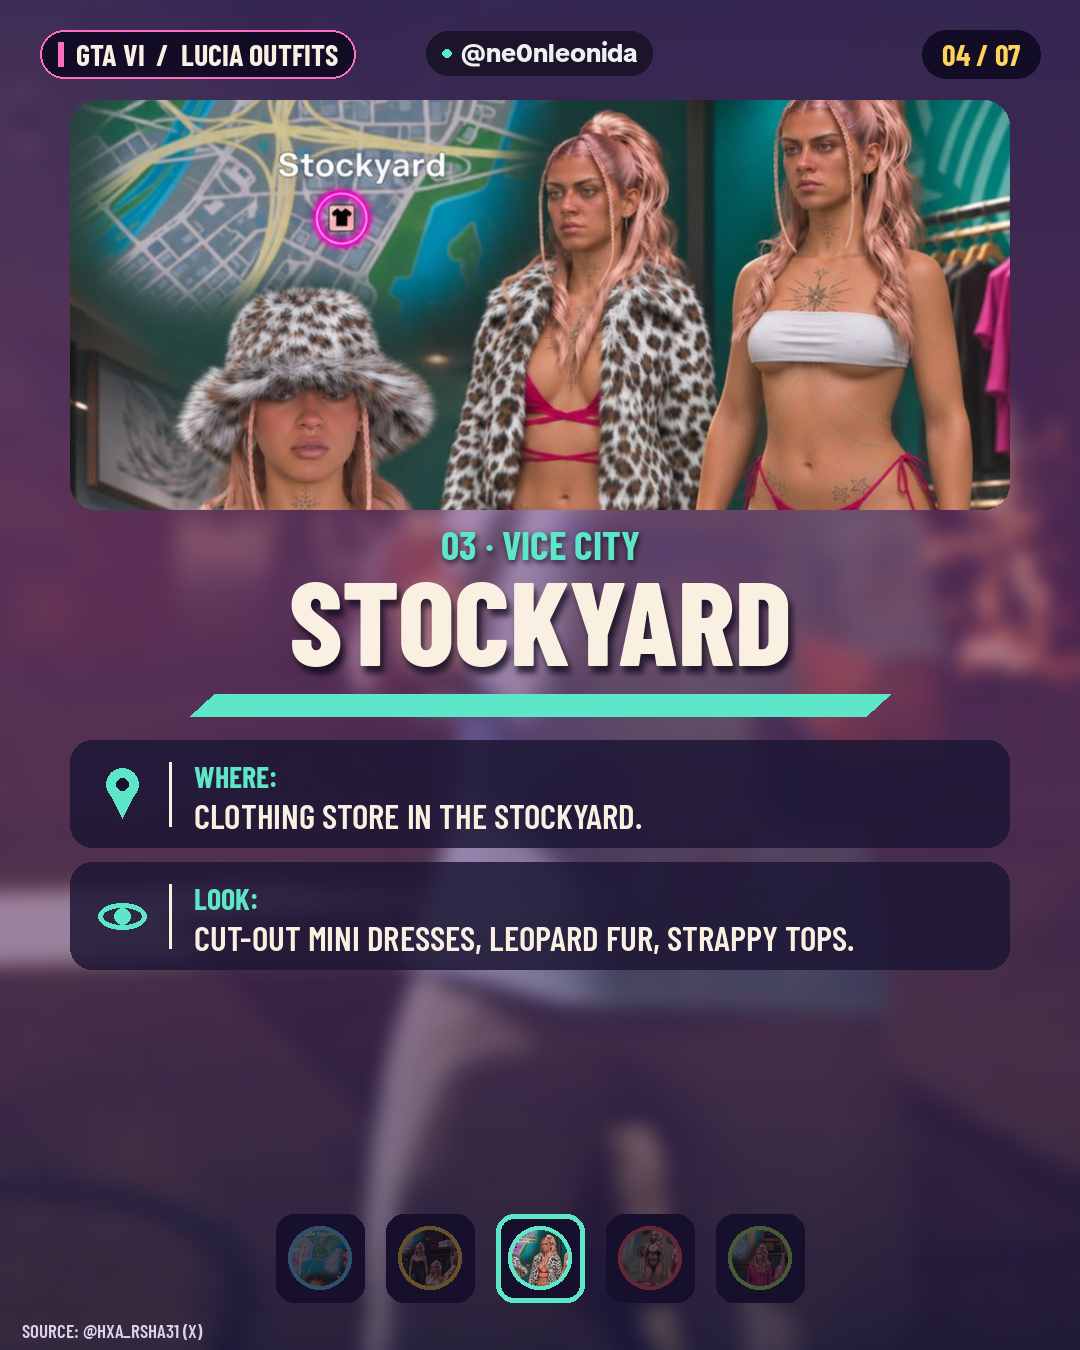 GTA VI / LUCIA OUTFITS
@ne0nleonida
04 / 07
Stockyard
03 · VICE CITY
STOCKYARD
WHERE:
CLOTHING STORE IN THE STOCKYARD.
LOOK:
CUT-OUT MINI DRESSES, LEOPARD FUR, STRAPPY TOPS.
SOURCE: @HXA_RSHA31 (X)